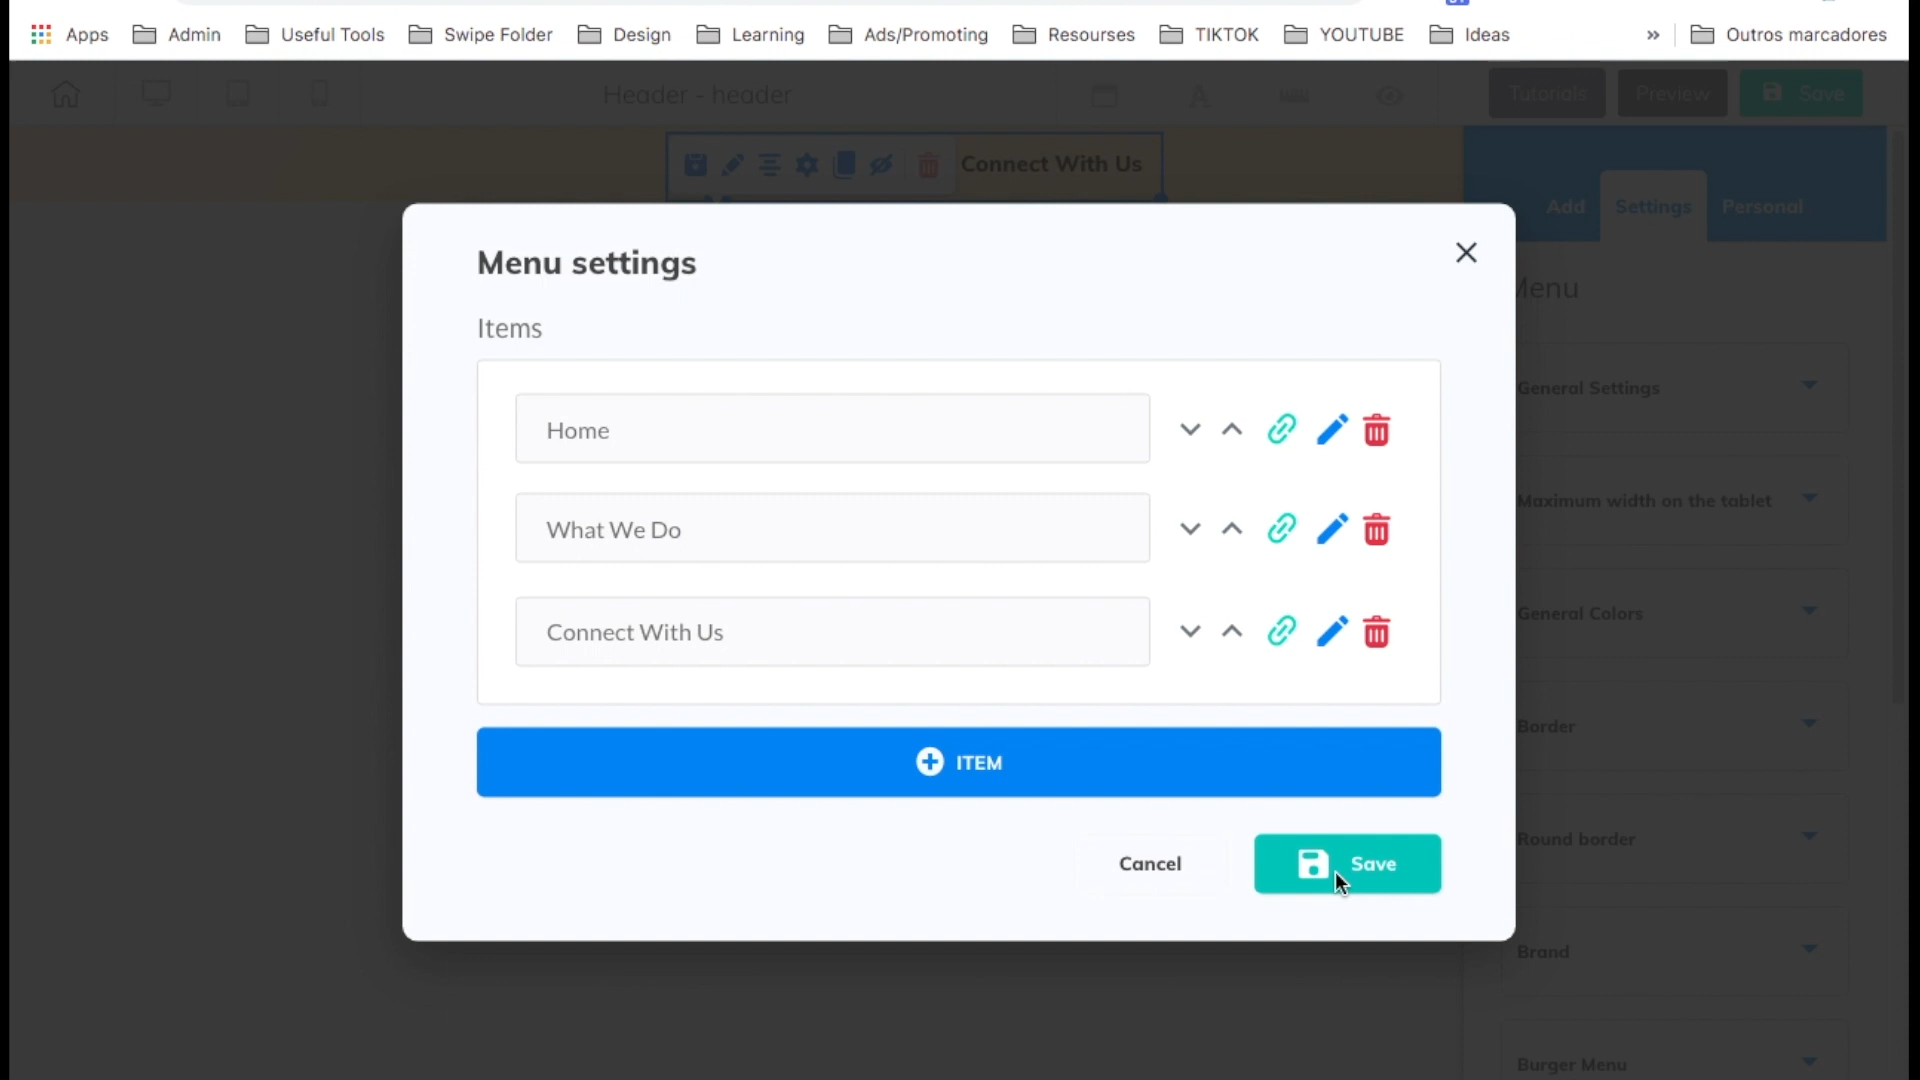 Apps Admin Useful Tools Swipe Folder Design Learning Ads/Promoting Resourses TIKTOK YOUTUBE Ideas » Outros marcadores
Header - header Tutorials Preview Save
Connect With Us
Add Settings Personal
Menu settings
Menu
Items
General Settings
Home
Maximum width on the tablet
What We Do
General Colors
Connect With Us
Border
ITEM
Round border
Cancel Save
Brand
Burger Menu